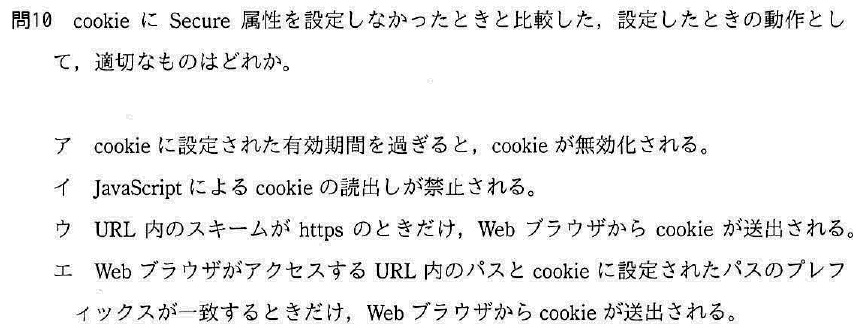 問10 cookie に Secure 属性を設定しなかったときと比較した，設定したときの動作とし
て，適切なものはどれか。
ア cookie に設定された有効期間を過ぎると，cookie が無効化される。
イ JavaScript による cookie の読出しが禁止される。
ウ URL 内のスキームが https のときだけ，Web ブラウザから cookie が送出される。
エ Web ブラウザがアクセスする URL 内のパスと cookie に設定されたパスのプレフ
ィックスが一致するときだけ，Web ブラウザから cookie が送出される。